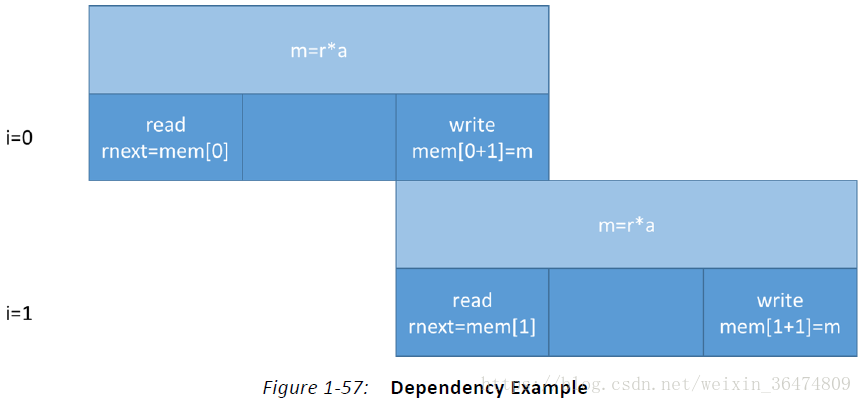 m=r*a
i=0
read
rnext=mem[0]
write
mem[0+1]=m
m=r*a
i=1
read
rnext=mem[1]
write
mem[1+1]=m
Figure 1-57: Dependency Example
https://blog.csdn.net/weixin_36474809